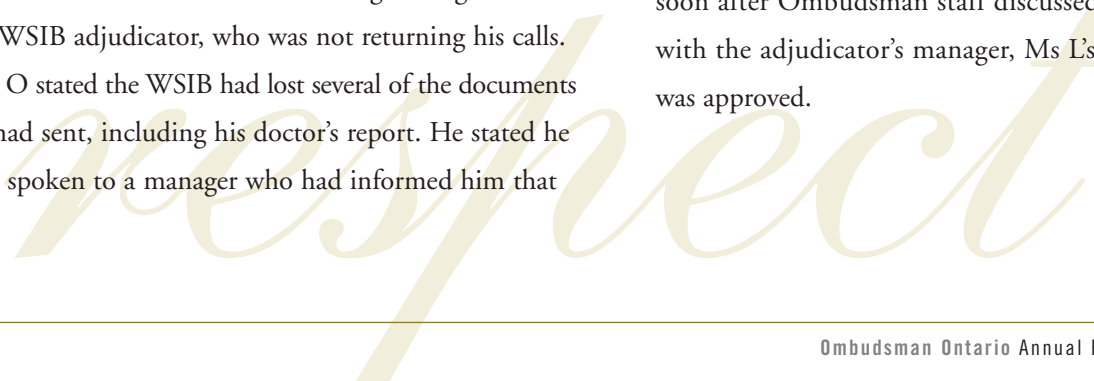 WSIB adjudicator, who was not returning his calls.
O stated the WSIB had lost several of the documents
had sent, including his doctor's report. He stated he
spoken to a manager who had informed him that
soon after Ombudsman staff discussed
with the adjudicator's manager, Ms L's
was approved.
respect
Ombudsman Ontario Annual